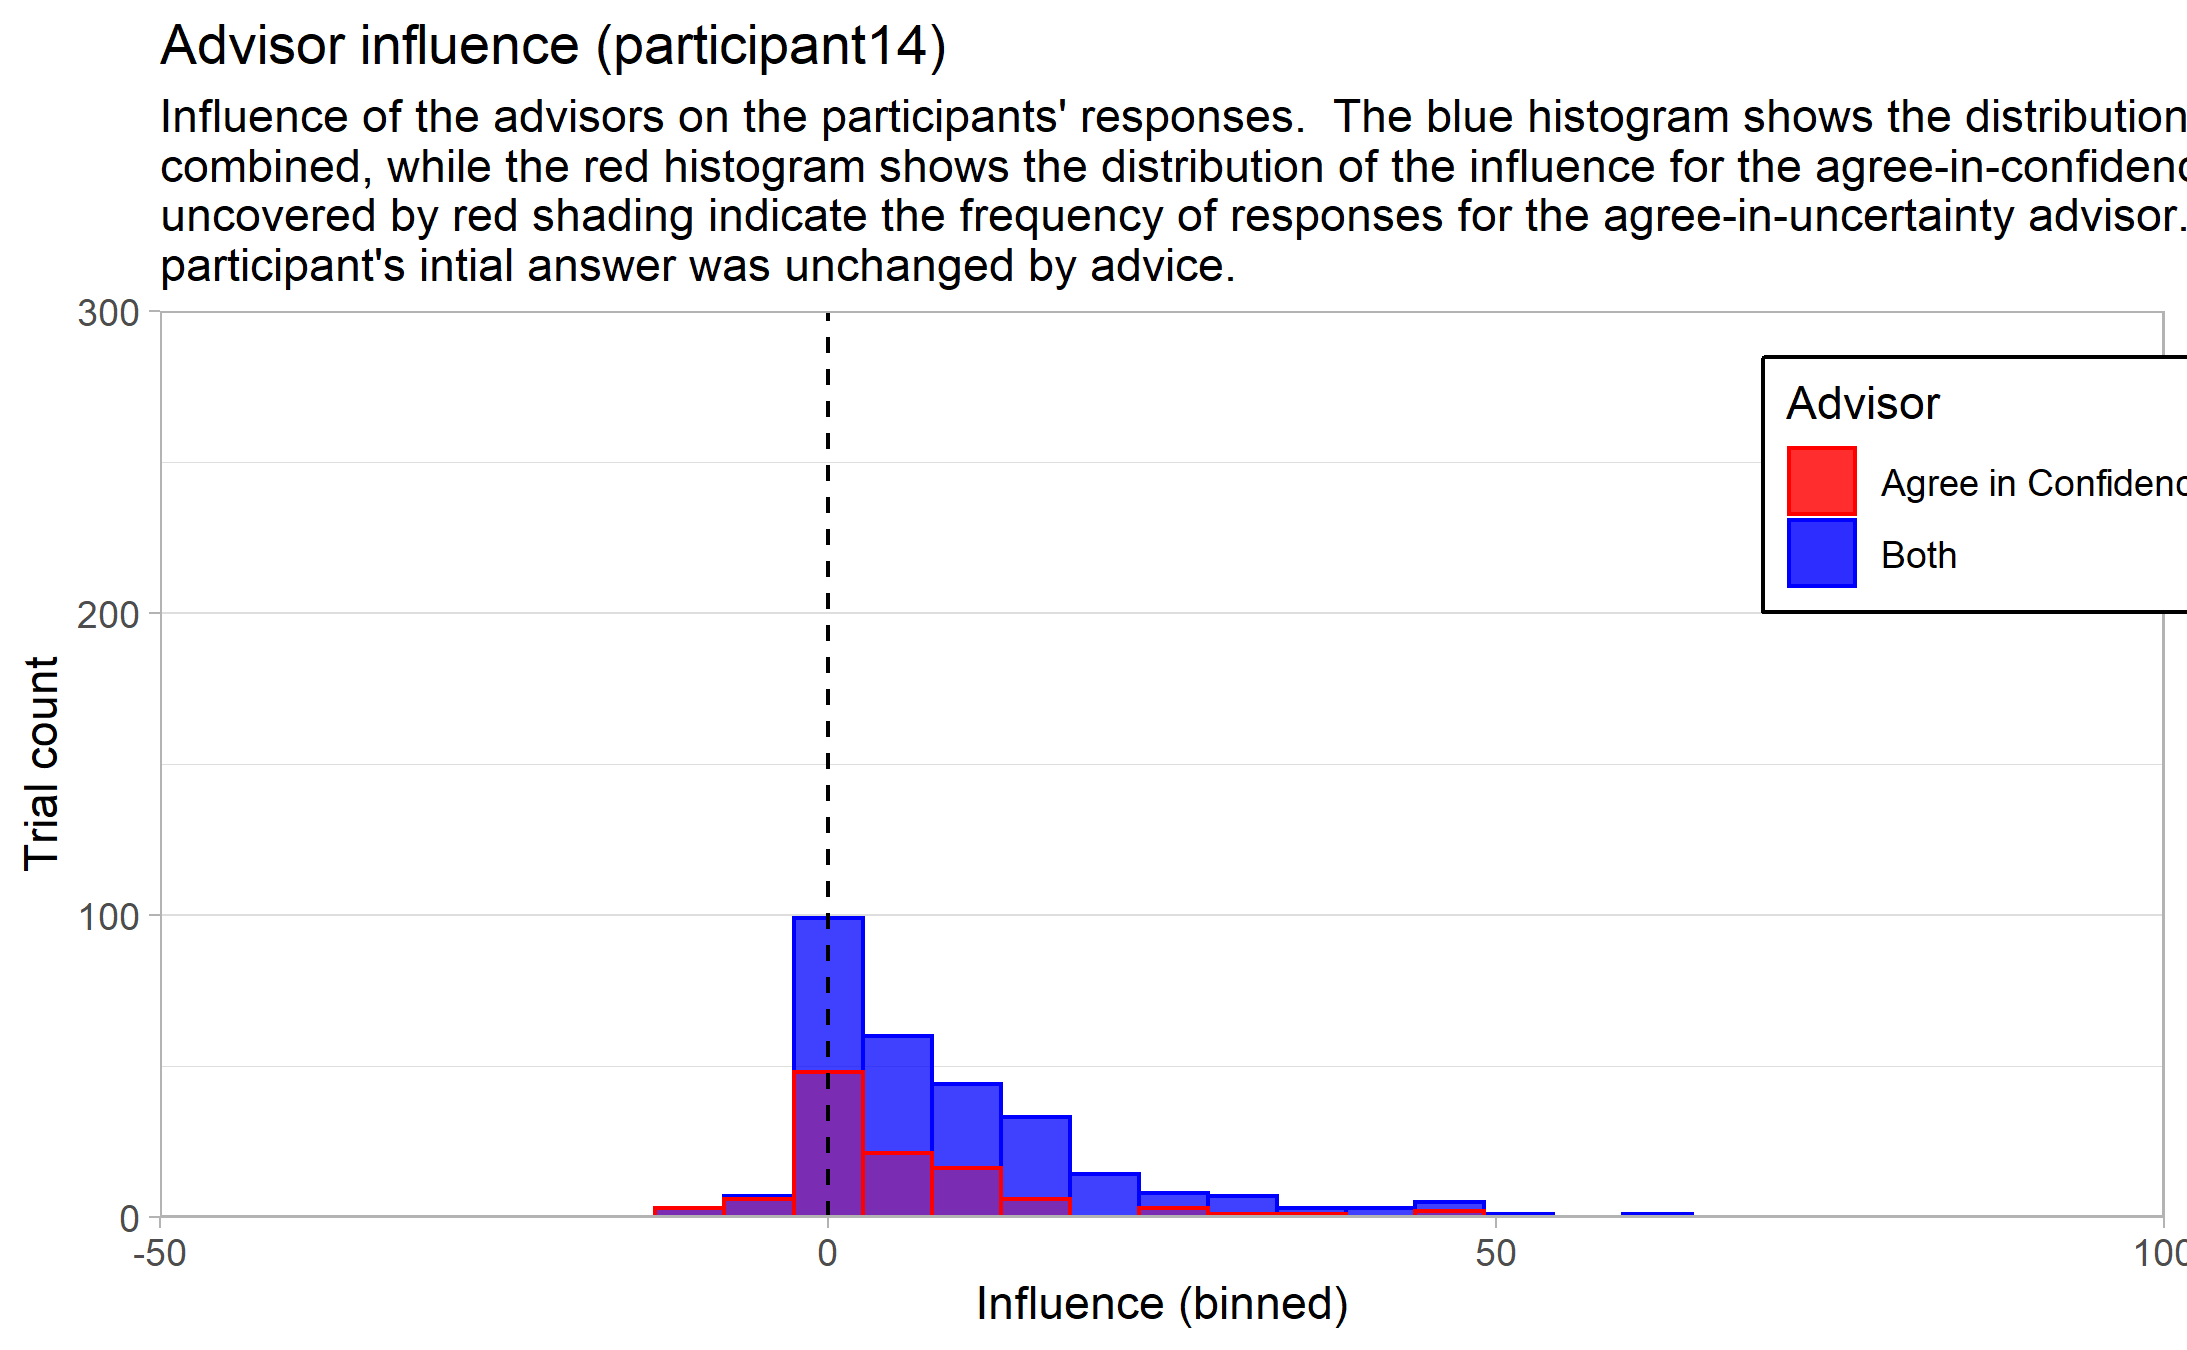 Advisor influence (participant14)
Influence of the advisors on the participants' responses.  The blue histogram shows the distribution
combined, while the red histogram shows the distribution of the influence for the agree-in-confidenc
uncovered by red shading indicate the frequency of responses for the agree-in-uncertainty advisor.
participant's intial answer was unchanged by advice.
300
200
100
0
Trial count
Advisor
Agree in Confidenc
Both
-50
0
50
100
Influence (binned)